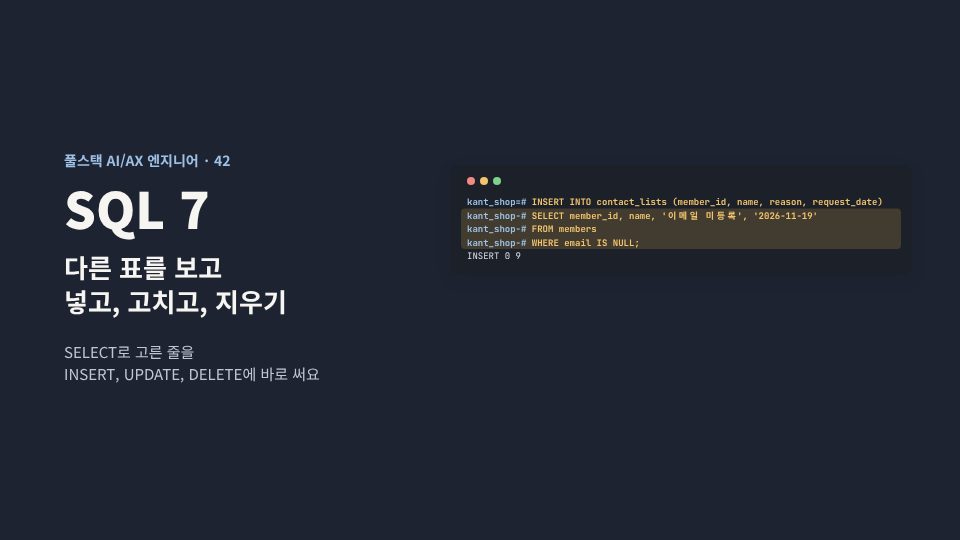 풀스택 AI/AX 엔지니어 · 42
SQL 7
다른 표를 보고
넣고, 고치고, 지우기
SELECT로 고른 줄을
INSERT, UPDATE, DELETE에 바로 써요
kant_shop=# INSERT INTO contact_lists (member_id, name, reason, request_date)
kant_shop-# SELECT member_id, name, '이메일 미등록', '2026-11-19'
kant_shop-# FROM members
kant_shop-# WHERE email IS NULL;
INSERT 0 9